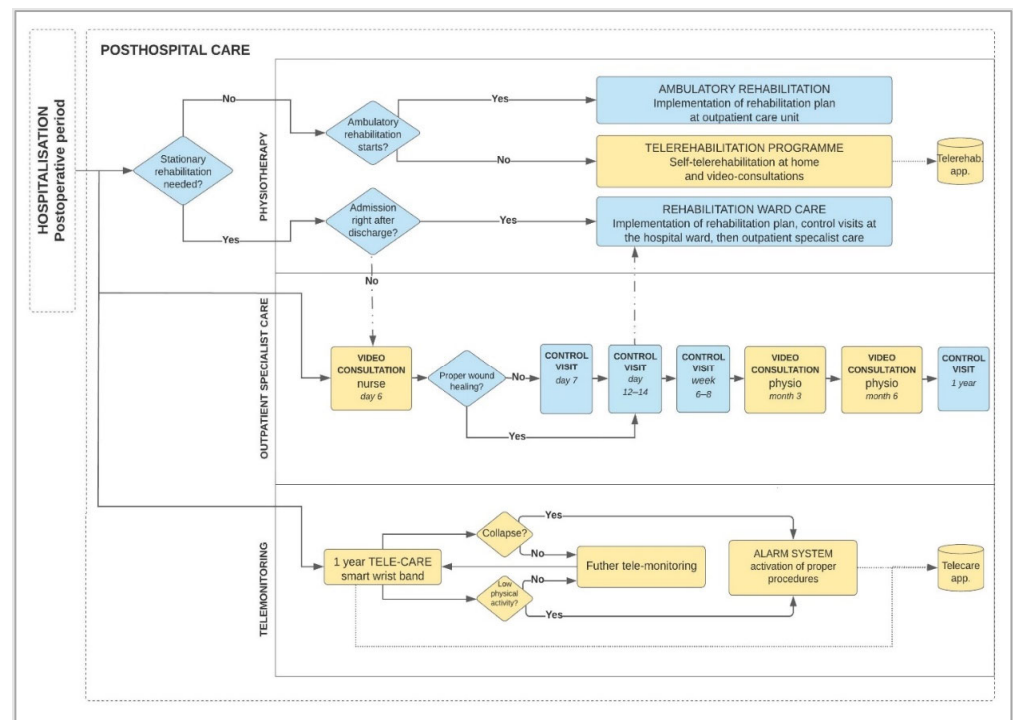 POSTHOSPITAL CARE
HOSPITALISATION
Postoperative period
PHYSIOTHERAPY
Stationary
rehabilitation
needed?
No
Yes
Ambulatory
rehabilitation
starts?
Yes
No
AMBULATORY REHABILITATION
Implementation of rehabilitation plan
at outpatient care unit
TELEREHABILITATION PROGRAMME
Self-telerehabilitation at home
and video-consultations
Telerehab.
app.
Admission
right after
discharge?
Yes
No
REHABILITATION WARD CARE
Implementation of rehabilitation plan, control visits at
the hospital ward, then outpatient specalist care
OUTPATIENT SPECIALIST CARE
VIDEO
CONSULTATION
nurse
day 6
Proper wound
healing?
No
Yes
CONTROL
VISIT
day 7
CONTROL
VISIT
day
12–14
CONTROL
VISIT
week
6–8
VIDEO
CONSULTATION
physio
month 3
VIDEO
CONSULTATION
physio
month 6
CONTROL
VISIT
1 year
TELEMONITORING
1 year TELE-CARE
smart wrist band
Collapse?
Yes
No
Low
physical
activity?
No
Yes
Futher tele-monitoring
ALARM SYSTEM
activation of proper
procedures
Telecare
app.